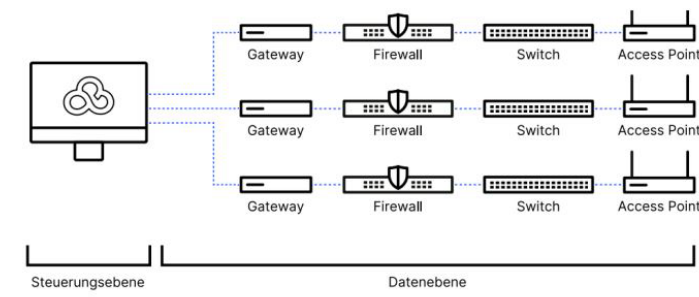 Gateway Firewall Switch Access Point
Gateway Firewall Switch Access Point
Gateway Firewall Switch Access Point
Steuerungsebene Datenebene